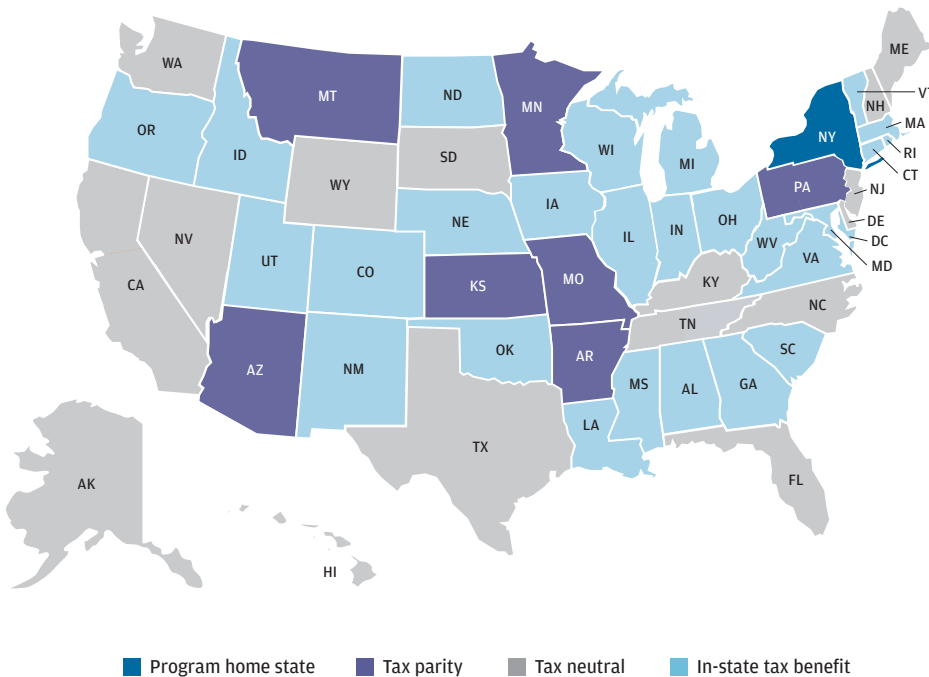 ME
WA
VT
MT
ND
NH
MN
MA
OR
NY
ID
WI
SD
RI
MI
CT
WY
PA
NJ
IA
NE
OH
DE
IL
IN
DC
NV
UT
WV
CO
VA
MD
CA
KS
MO
KY
NC
TN
OK
SC
AZ
NM
AR
MS
AL
GA
LA
TX
FL
AK
HI
Program home state
Tax parity
Tax neutral
In-state tax benefit